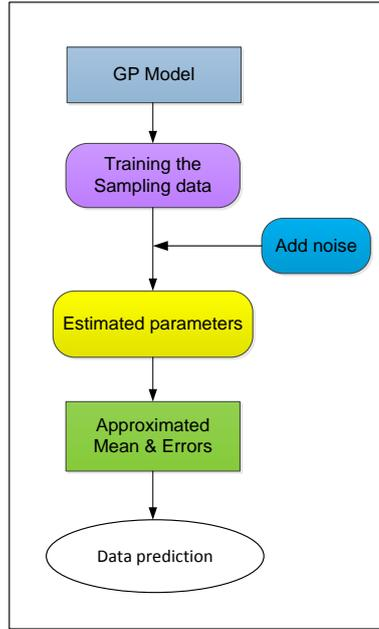 GP Model
Training the
Sampling data
Add noise
Estimated parameters
Approximated
Mean & Errors
Data prediction